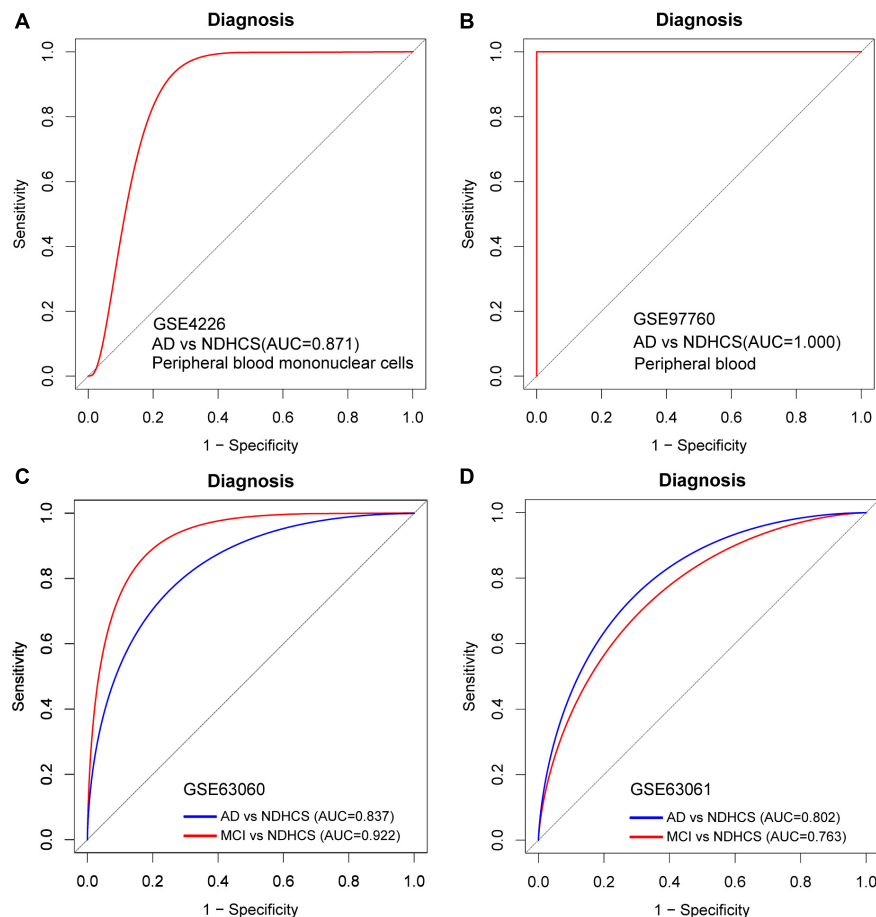 A
Diagnosis
Sensitivity
0.0 0.2 0.4 0.6 0.8 1.0
GSE4226
AD vs NDHCS(AUC=0.871)
Peripheral blood mononuclear cells
0.0 0.2 0.4 0.6 0.8 1.0
1 − Specificity
B
Diagnosis
Sensitivity
0.0 0.2 0.4 0.6 0.8 1.0
GSE97760
AD vs NDHCS(AUC=1.000)
Peripheral blood
0.0 0.2 0.4 0.6 0.8 1.0
1 − Specificity
C
Diagnosis
Sensitivity
0.0 0.2 0.4 0.6 0.8 1.0
GSE63060
AD vs NDHCS (AUC=0.837)
MCI vs NDHCS (AUC=0.922)
0.0 0.2 0.4 0.6 0.8 1.0
1 − Specificity
D
Diagnosis
Sensitivity
0.0 0.2 0.4 0.6 0.8 1.0
GSE63061
AD vs NDHCS (AUC=0.802)
MCI vs NDHCS (AUC=0.763)
0.0 0.2 0.4 0.6 0.8 1.0
1 − Specificity